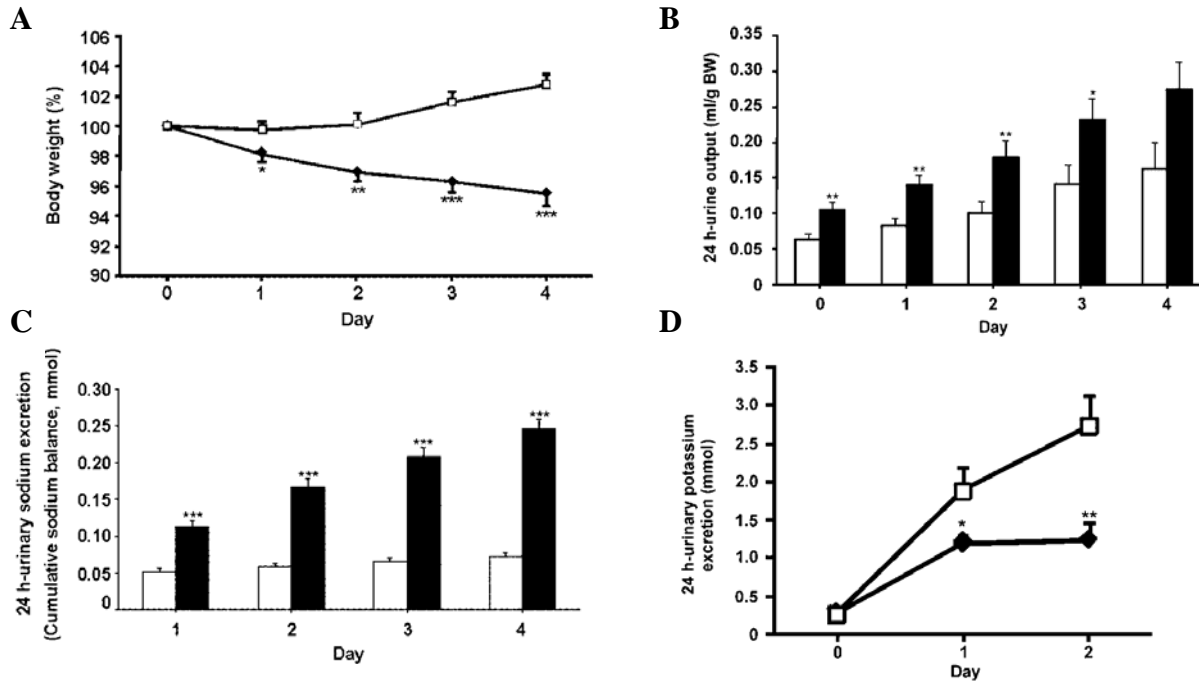 A
Body weight (%)
106
104
102
100
98
96
94
92
90
*
**
***
***
0 1 2 3 4
Day
B
24 h-urine output (ml/g BW)
0.35
0.30
0.25
0.20
0.15
0.10
0.05
0
**
**
**
*
0 1 2 3 4
Day
C
24 h-urinary sodium excretion
(Cumulative sodium balance, mmol)
0.30
0.25
0.20
0.15
0.10
0.05
0
***
***
***
***
1 2 3 4
Day
D
24 h-urinary potassium
excretion (mmol)
3.5
3.0
2.5
2.0
1.5
1.0
0.5
0
*
**
0 1 2
Day